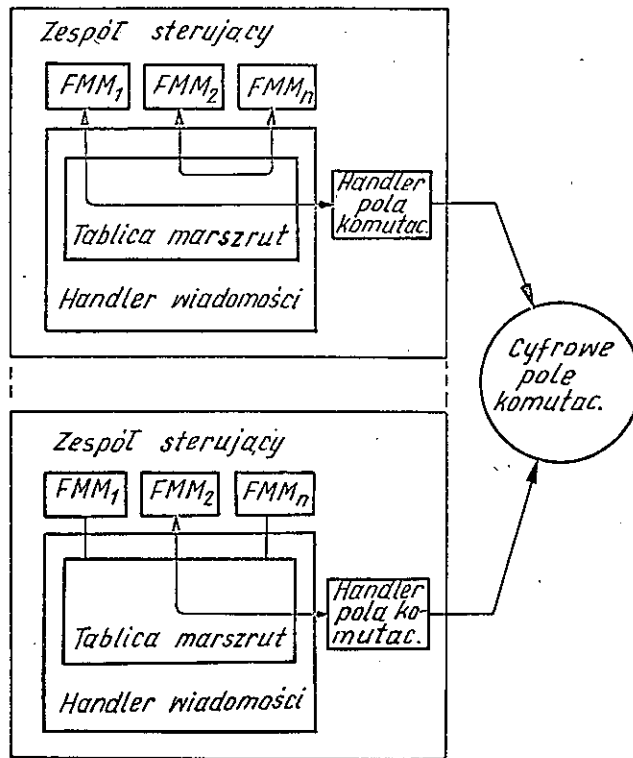 Zespół sterujący
FMM1 FMM2 FMMn
Handler
pola
komutac.
Tablica marszrut
Handler wiadomości
Cyfrowe
pole
komutac.
Zespół sterujący
FMM1 FMM2 FMMn
Handler
pola ko-
mutac.
Tablica marszrut
Handler wiadomości